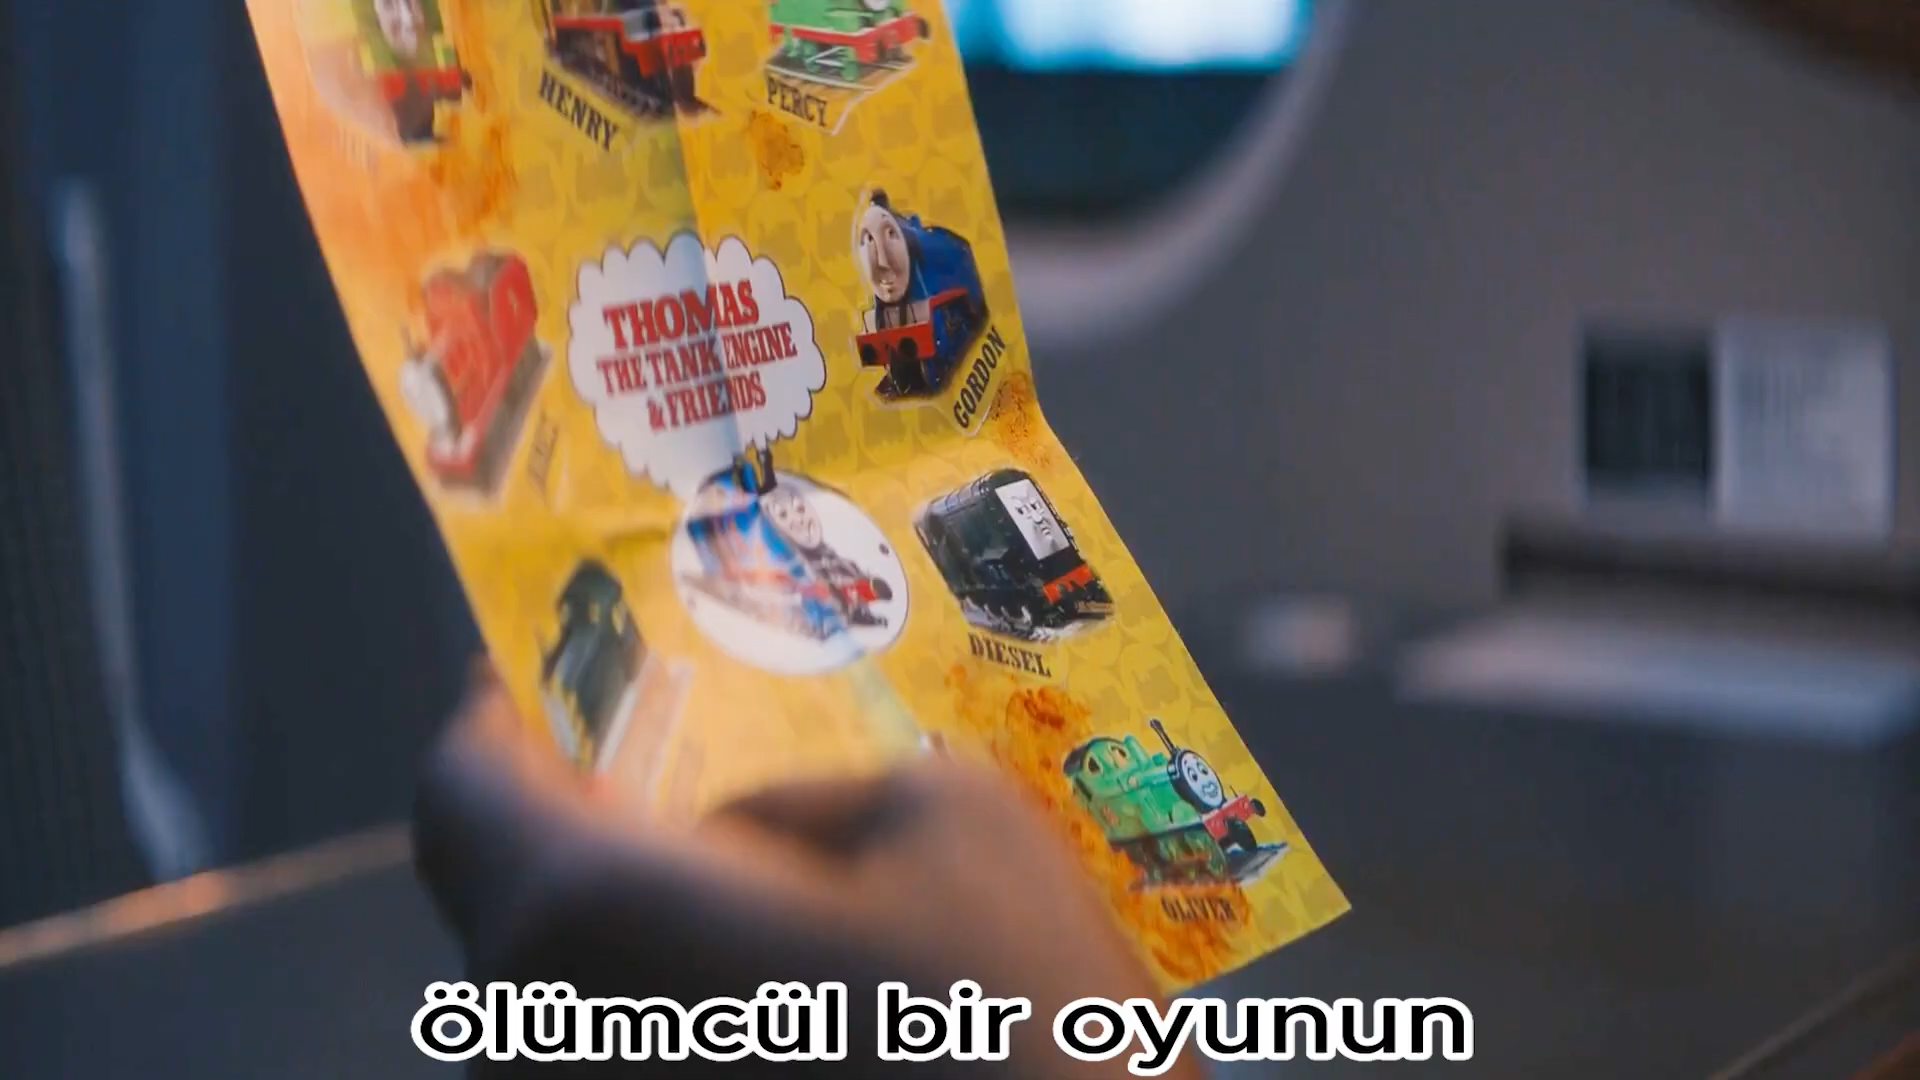 HENRY
PERCY
THOMAS
THE TANK ENGINE
& FRIENDS
GORDON
DIESEL
OLIVER
ölümcül bir oyunun